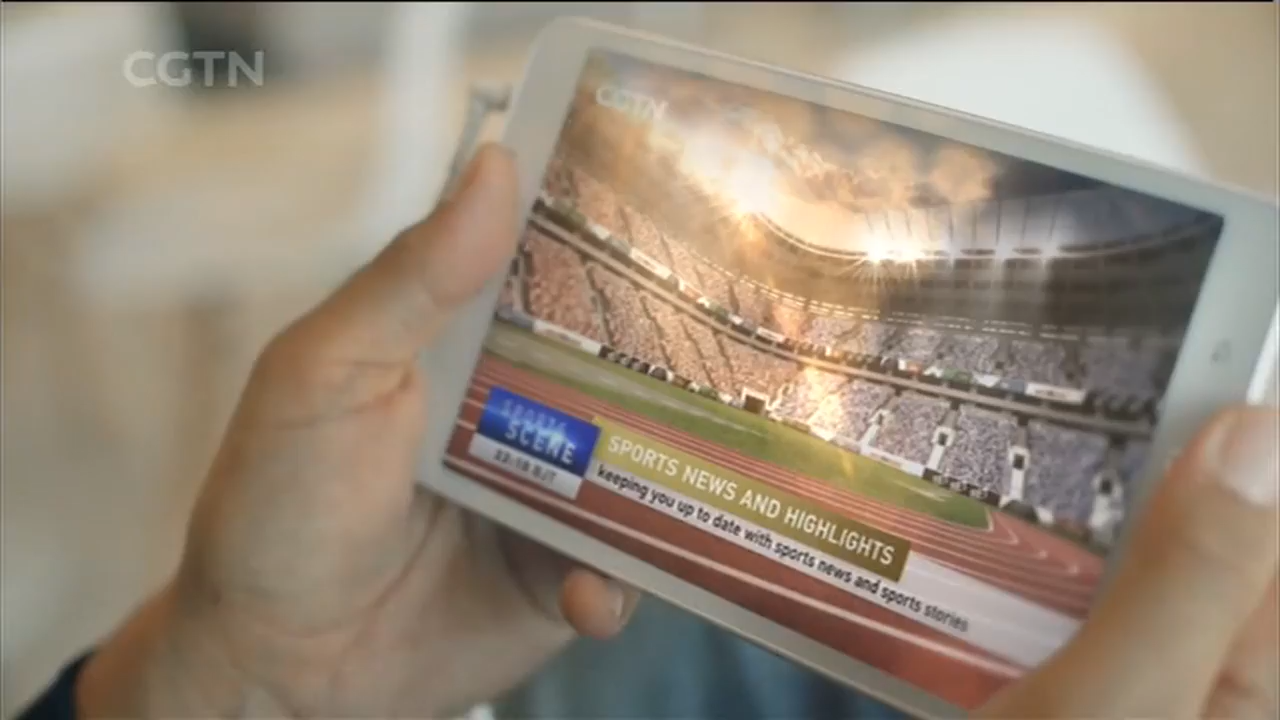 CGTN
CGTN
SPORTS
SCENE
SPORTS NEWS AND HIGHLIGHTS
keeping you up to date with sports news and sports stories